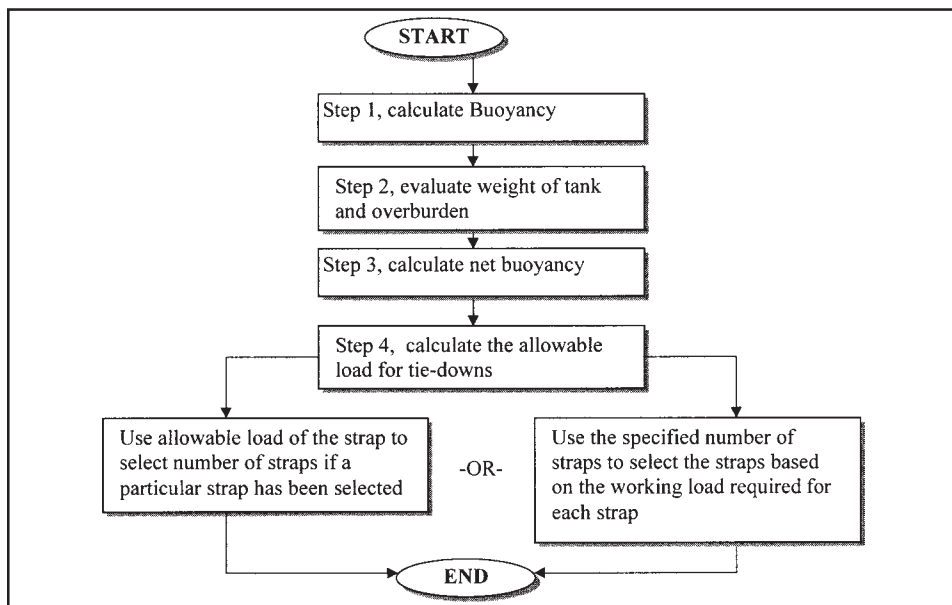 START
Step 1, calculate Buoyancy
Step 2, evaluate weight of tank
and overburden
Step 3, calculate net buoyancy
Step 4, calculate the allowable
load for tie-downs
Use allowable load of the strap to
select number of straps if a
particular strap has been selected
-OR-
Use the specified number of
straps to select the straps based
on the working load required for
each strap
END